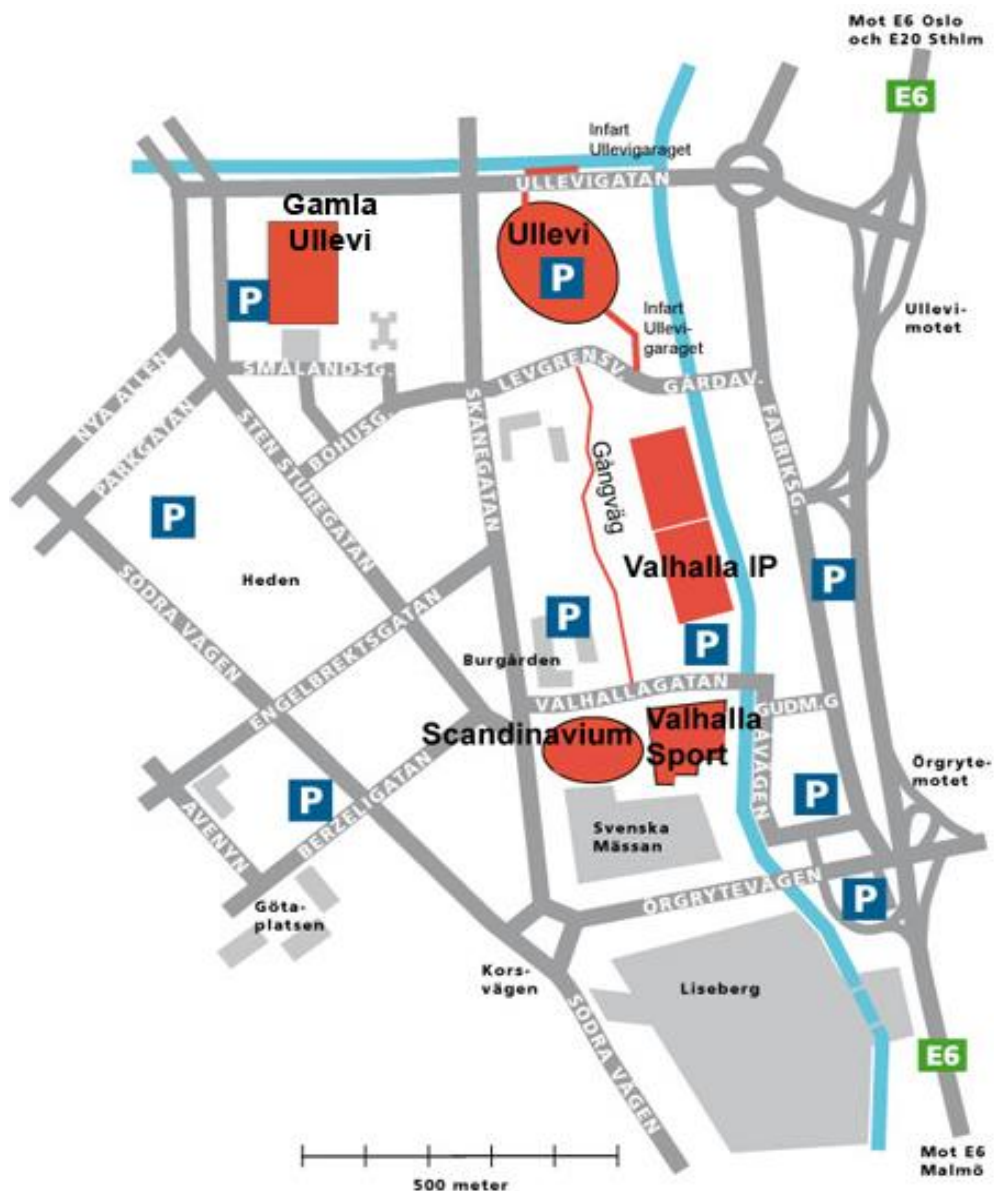 Mot E6 Oslo
och E20 Sthlm
E6
Infart
Ullevigaraget
ULLEVIGATAN
Gamla
Ullevi
Ullevi
P
P
Infart
Ullevi-
garaget
Ullevi-
motet
SMÅLANDSG.
LEVGRENSV.
GÅRDAV.
NYA ALLÉN
PARKGATAN
STEN STUREGATAN
BOHUSG.
SKÅNEGATAN
FABRIKSG.
Gångväg
P
Heden
Valhalla IP
P
SÖDRA VÄGEN
ENGELBREKTSGATAN
P
P
Burgården
VALHALLAGATAN
GUDM.G
Scandinavium
Valhalla
Sport
ÅVÄGEN
Örgryte-
motet
P
P
AVENYN
BERZELIGATAN
Svenska
Mässan
P
ÖRGRYTEVÄGEN
Göta-
platsen
Kors-
vägen
Liseberg
SÖDRA VÄGEN
E6
500 meter
Mot E6
Malmö